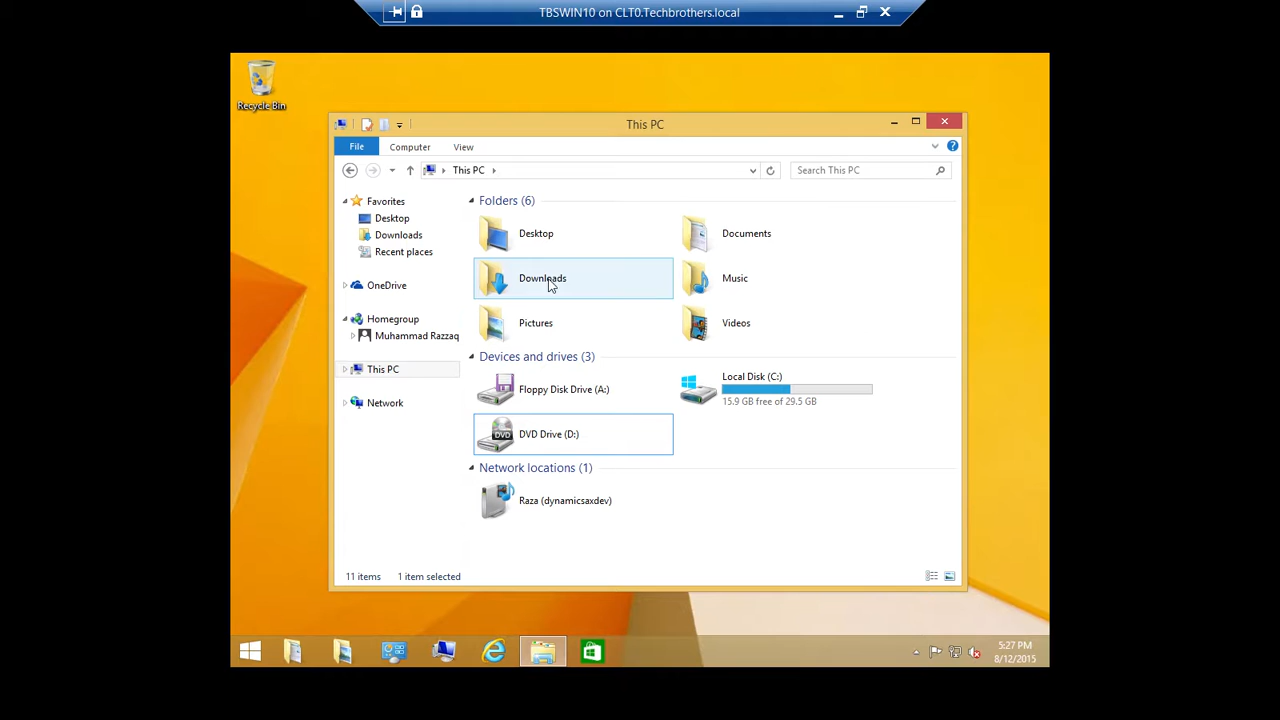 TBSWIN10 on CLT0.Techbrothers.local
Recycle Bin
This PC
File
Computer
View
This PC
Search This PC
Favorites
Desktop
Downloads
Recent places
OneDrive
Homegroup
Muhammad Razzaq
This PC
Network
Folders (6)
Desktop
Documents
Downloads
Music
Pictures
Videos
Devices and drives (3)
Floppy Disk Drive (A:)
Local Disk (C:)
15.9 GB free of 29.5 GB
DVD
DVD Drive (D:)
Network locations (1)
Raza (dynamicsaxdev)
11 items
1 item selected
5:27 PM
8/12/2015